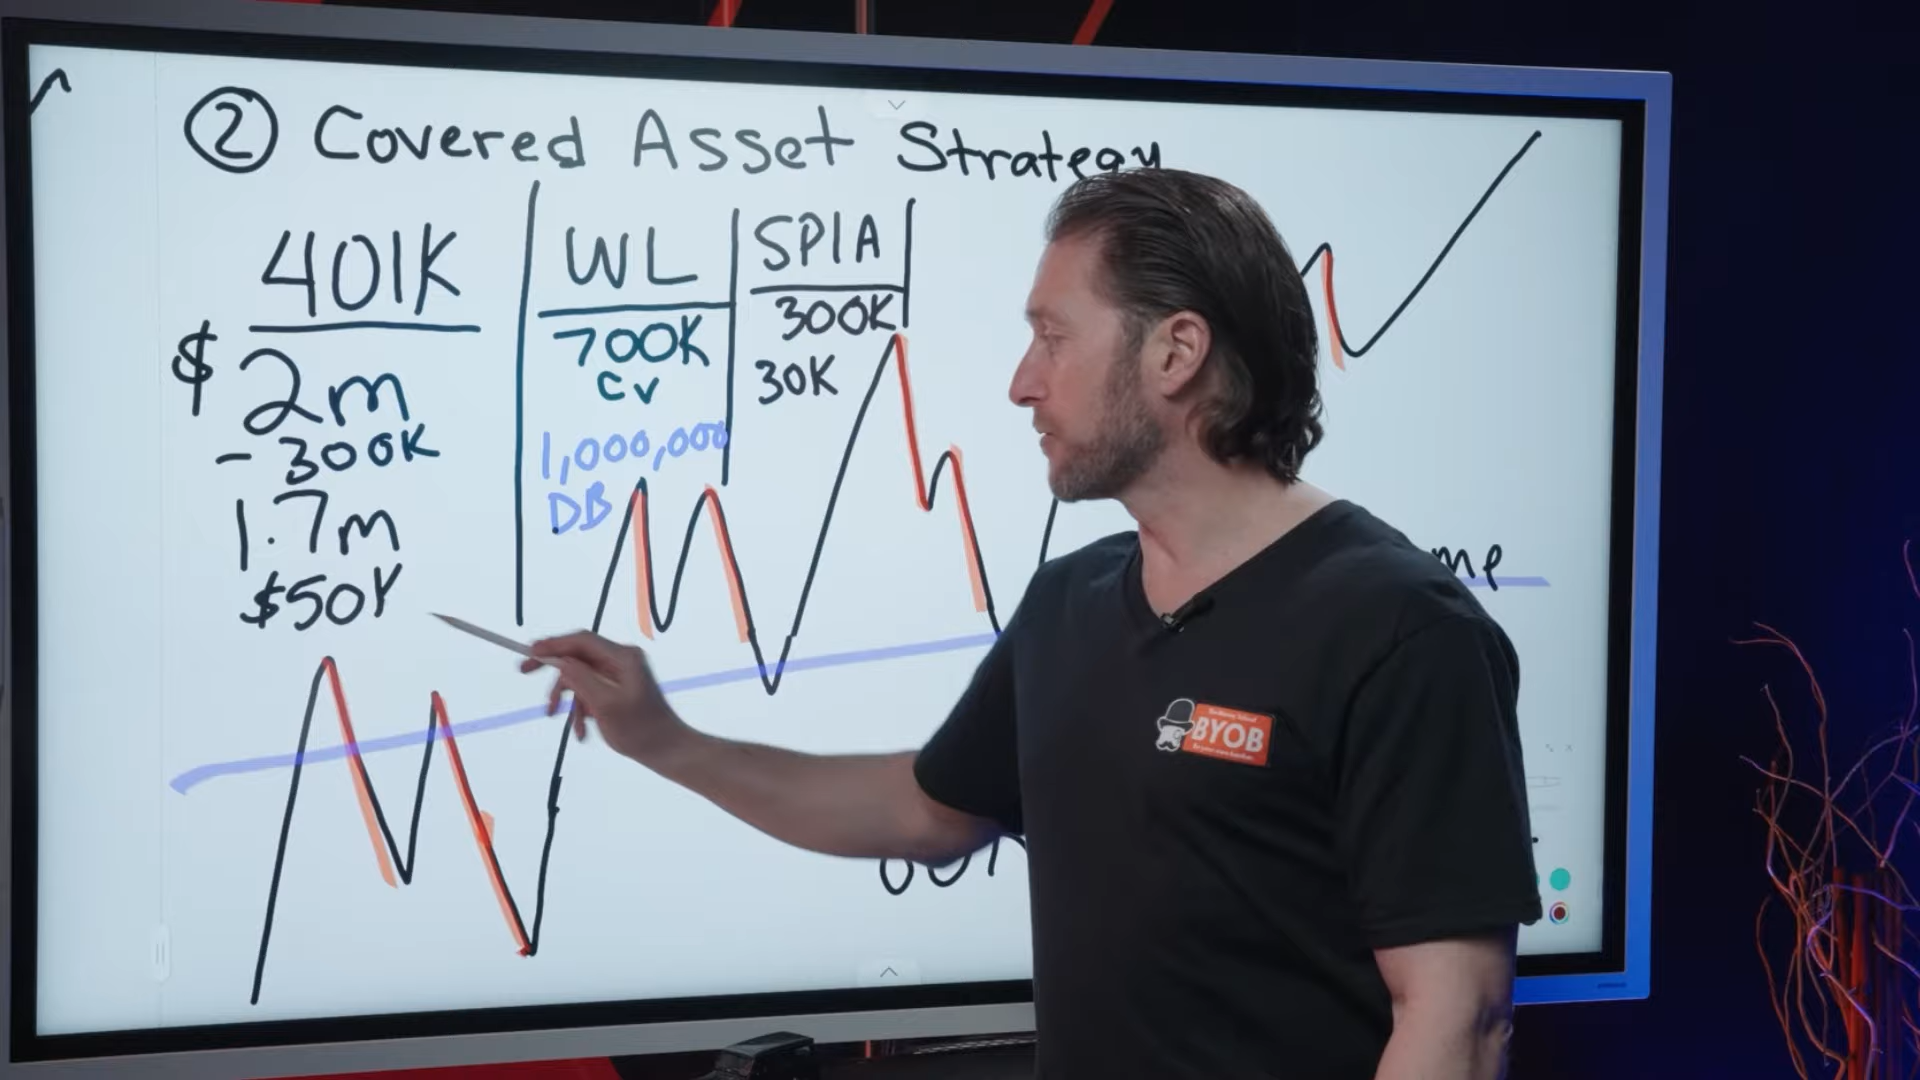 ② Covered Asset Strategy
401K
$ 2m
- 300K
1.7m
$50K
WL
700K
CV
1,000,000
DB
SPIA
300K
30K
BYOB